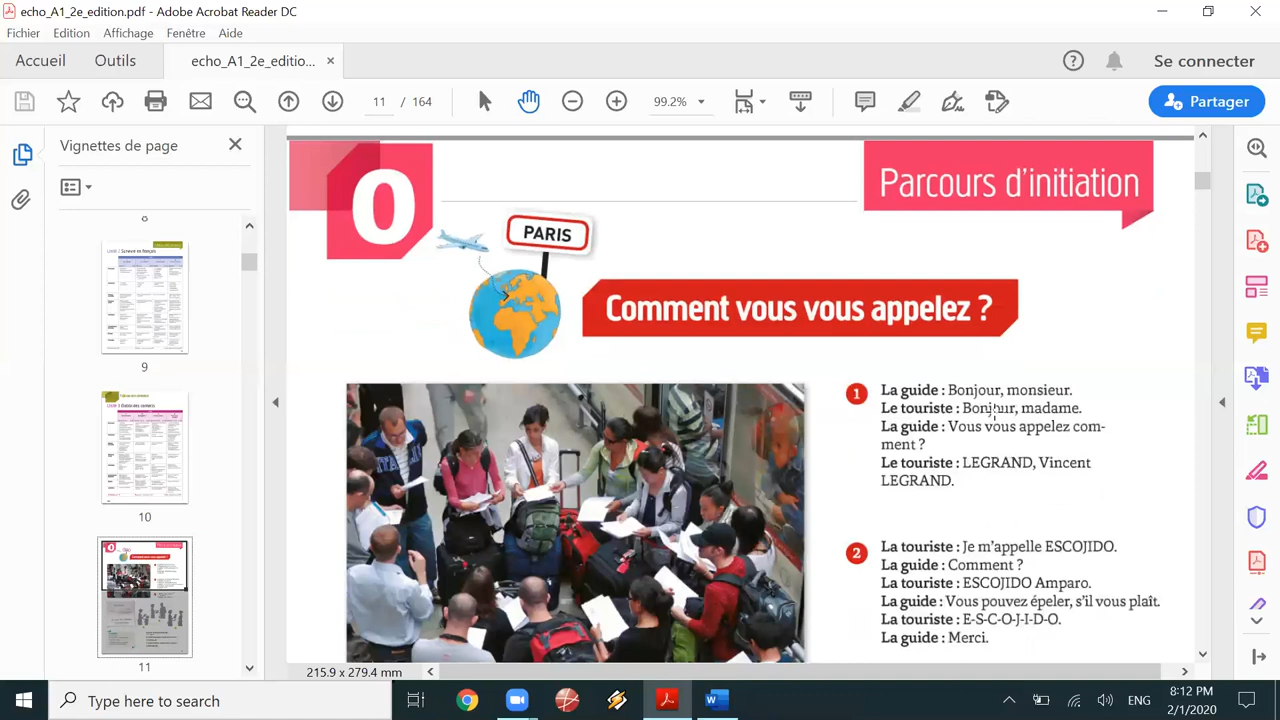 echo_A1_2e_edition.pdf - Adobe Acrobat Reader DC
Fichier Edition Affichage Fenêtre Aide
Accueil Outils echo_A1_2e_editio... × Se connecter
11 / 164 99.2% Partager
Vignettes de page
9
10
11
0
Parcours d'initiation
PARIS
Comment vous vous appelez ?
1
La guide : Bonjour, monsieur.
Le touriste : Bonjour, madame.
La guide : Vous vous appelez com-
ment ?
Le touriste : LEGRAND, Vincent
LEGRAND.
2
La touriste : Je m'appelle ESCOJIDO.
La guide : Comment ?
La touriste : ESCOJIDO Amparo.
La guide : Vous pouvez épeler, s'il vous plaît.
La touriste : E-S-C-O-J-I-D-O.
La guide : Merci.
215.9 x 279.4 mm
Type here to search
ENG
8:12 PM
2/1/2020